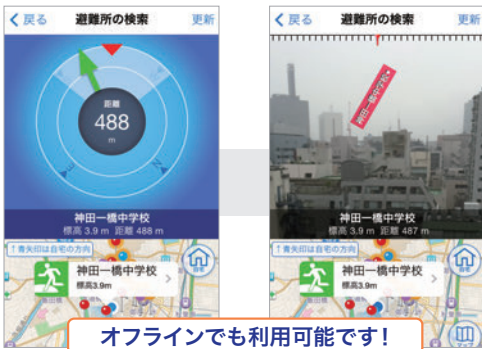 戻る 避難所の検索 更新
距離
488
m
N
神田一橋中学校
標高 3.9 m 距離 488 m
↑青矢印は自宅の方向
神田一橋中学校
標高3.9m
自宅
戻る 避難所の検索 更新
神田一橋中学校
神田一橋中学校
標高 3.9 m 距離 487 m
↑青矢印は自宅の方向
神田一橋中学校
標高3.9m
自宅
マップ
オフラインでも利用可能です!